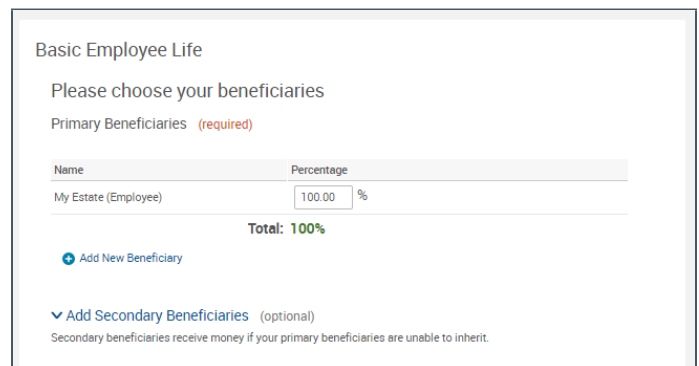 Basic Employee Life
Please choose your beneficiaries
Primary Beneficiaries (required)
Name Percentage
My Estate (Employee) 100.00 %
Total: 100%
Add New Beneficiary
Add Secondary Beneficiaries (optional)
Secondary beneficiaries receive money if your primary beneficiaries are unable to inherit.